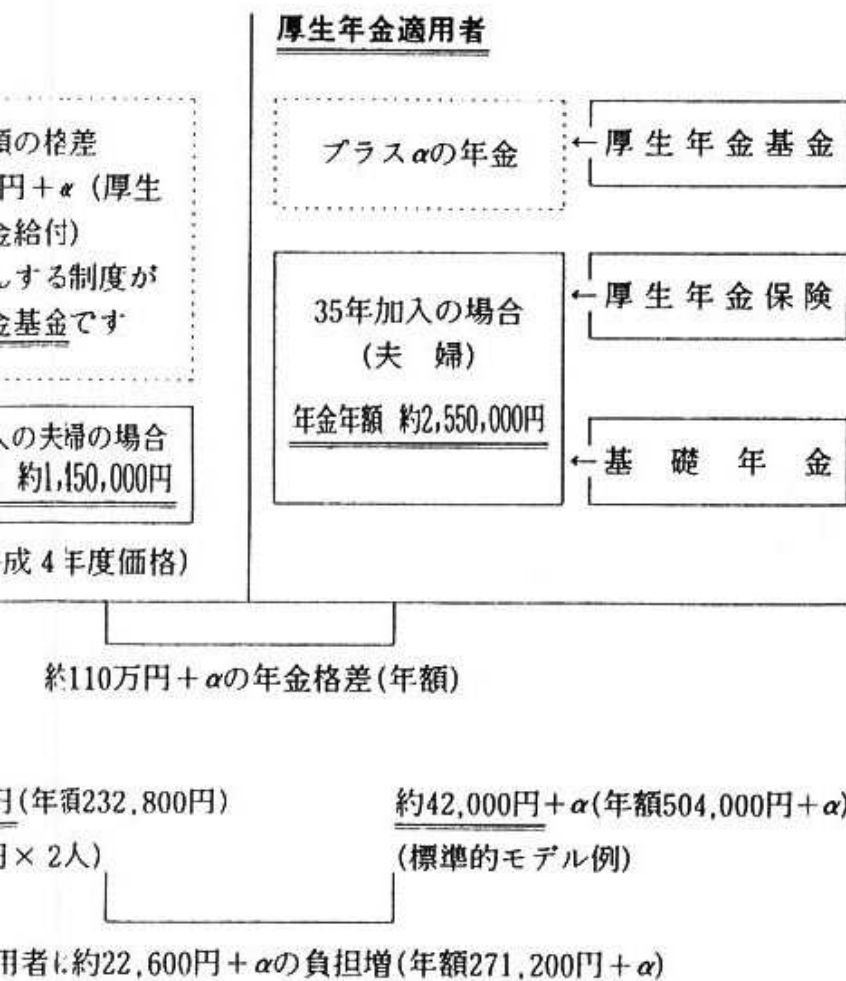 厚生年金適用者
額の格差
円＋α（厚生
金給付）
んする制度が
金基金です
人の夫婦の場合
約1,150,000円
成4年度価格）
プラスαの年金
←厚生年金基金
35年加入の場合
(夫　婦)
年金年額 約2,550,000円
←厚生年金保険
←基礎年金
約110万円＋αの年金格差(年額)
円(年額232,800円)
円×2人)
約42,000円＋α(年額504,000円＋α)
(標準的モデル例)
用者に約22,600円＋αの負担増(年額271,200円＋α)